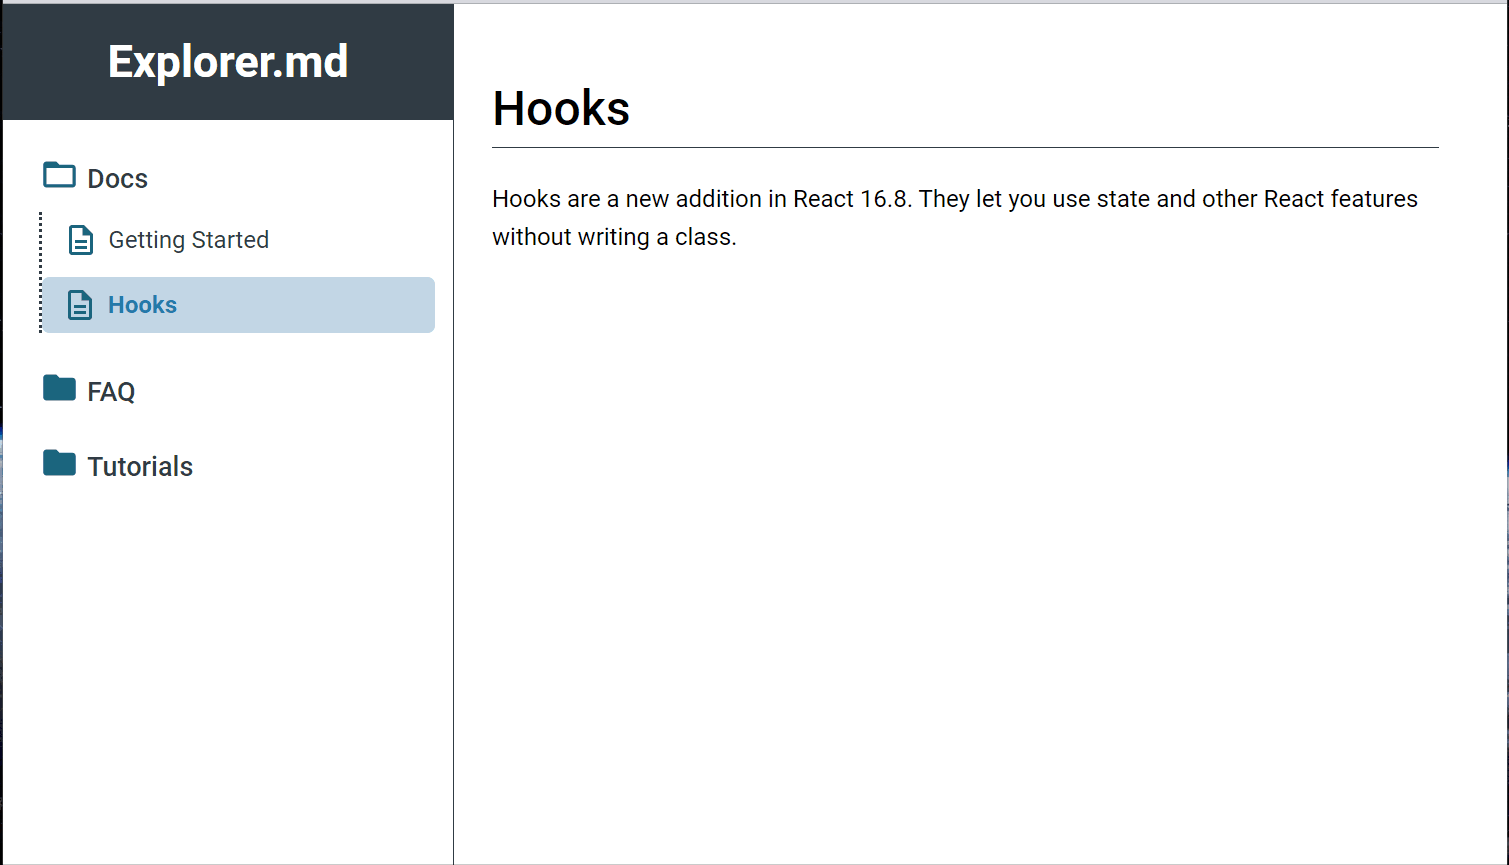 Explorer.md
Docs
Getting Started
Hooks
FAQ
Tutorials
Hooks
Hooks are a new addition in React 16.8. They let you use state and other React features
without writing a class.